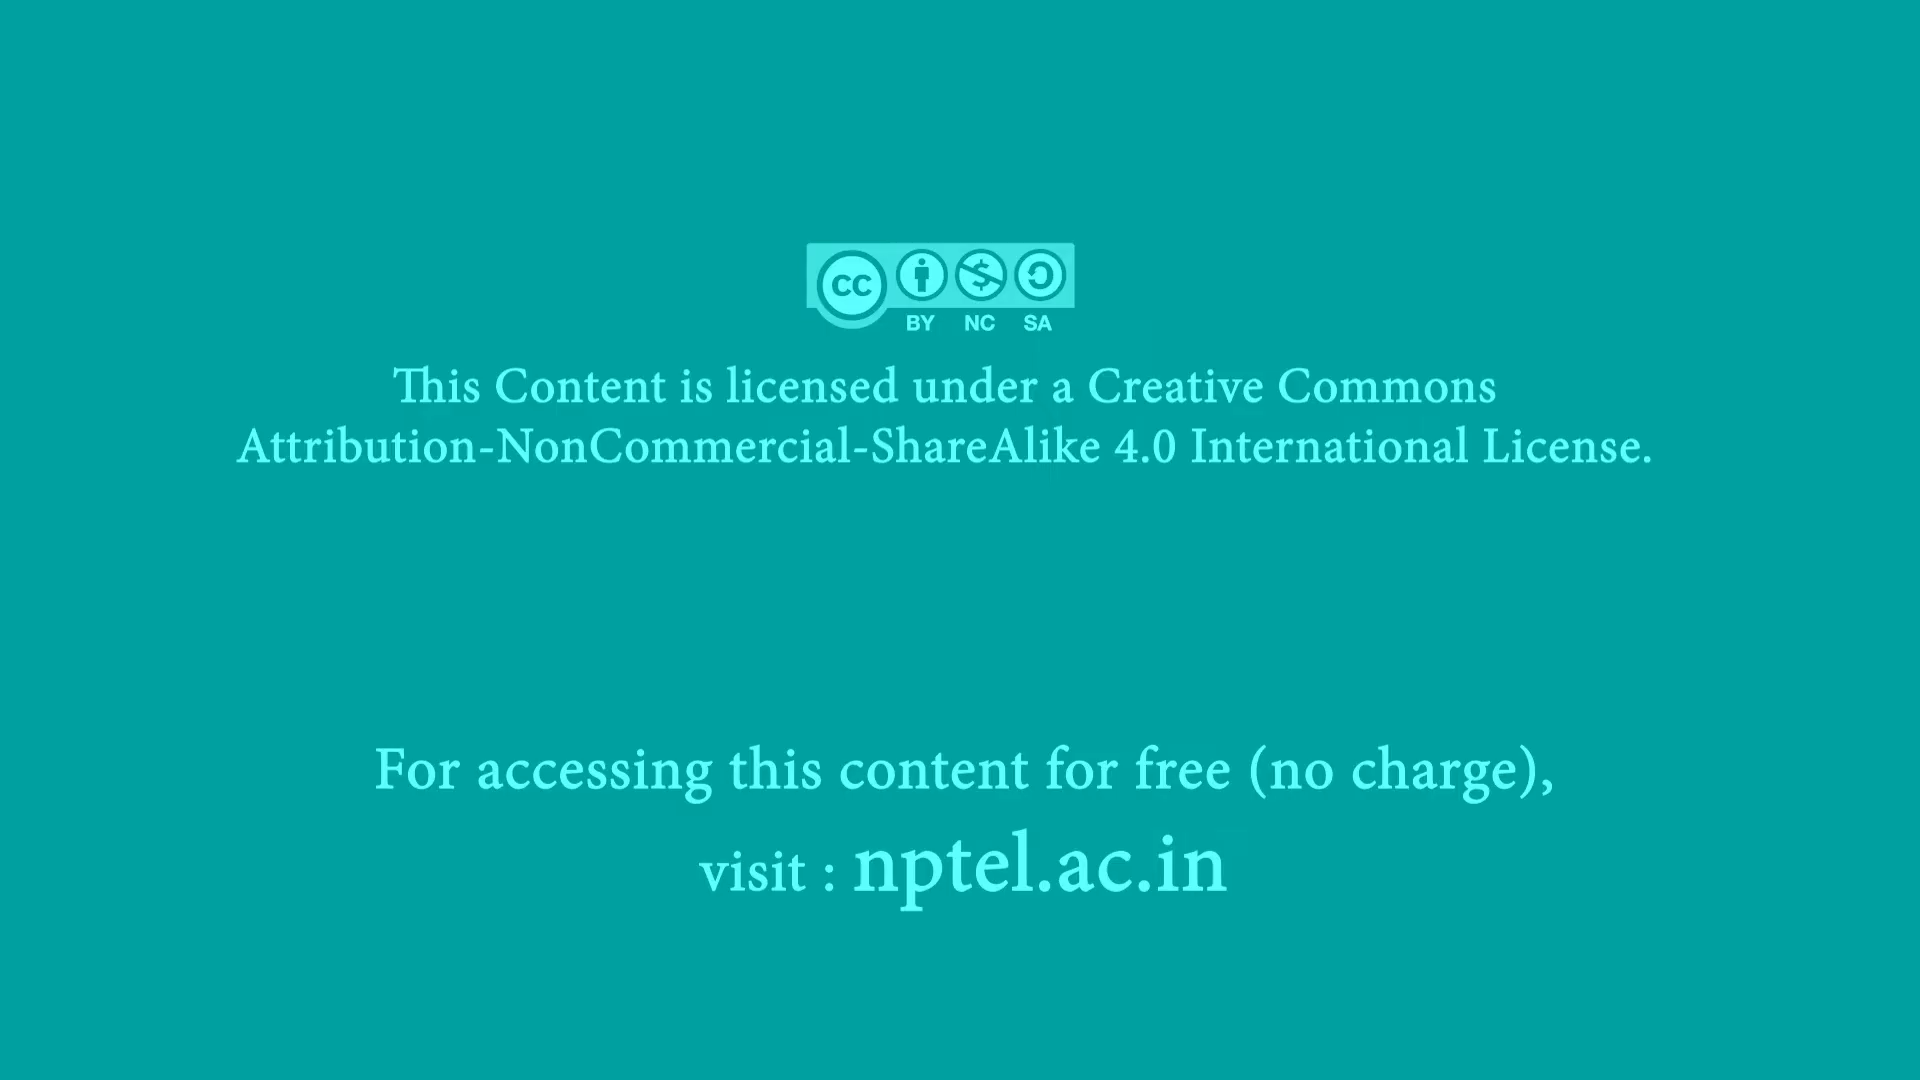 cc
BY NC SA
This Content is licensed under a Creative Commons
Attribution-NonCommercial-ShareAlike 4.0 International License.
For accessing this content for free (no charge),
visit : nptel.ac.in